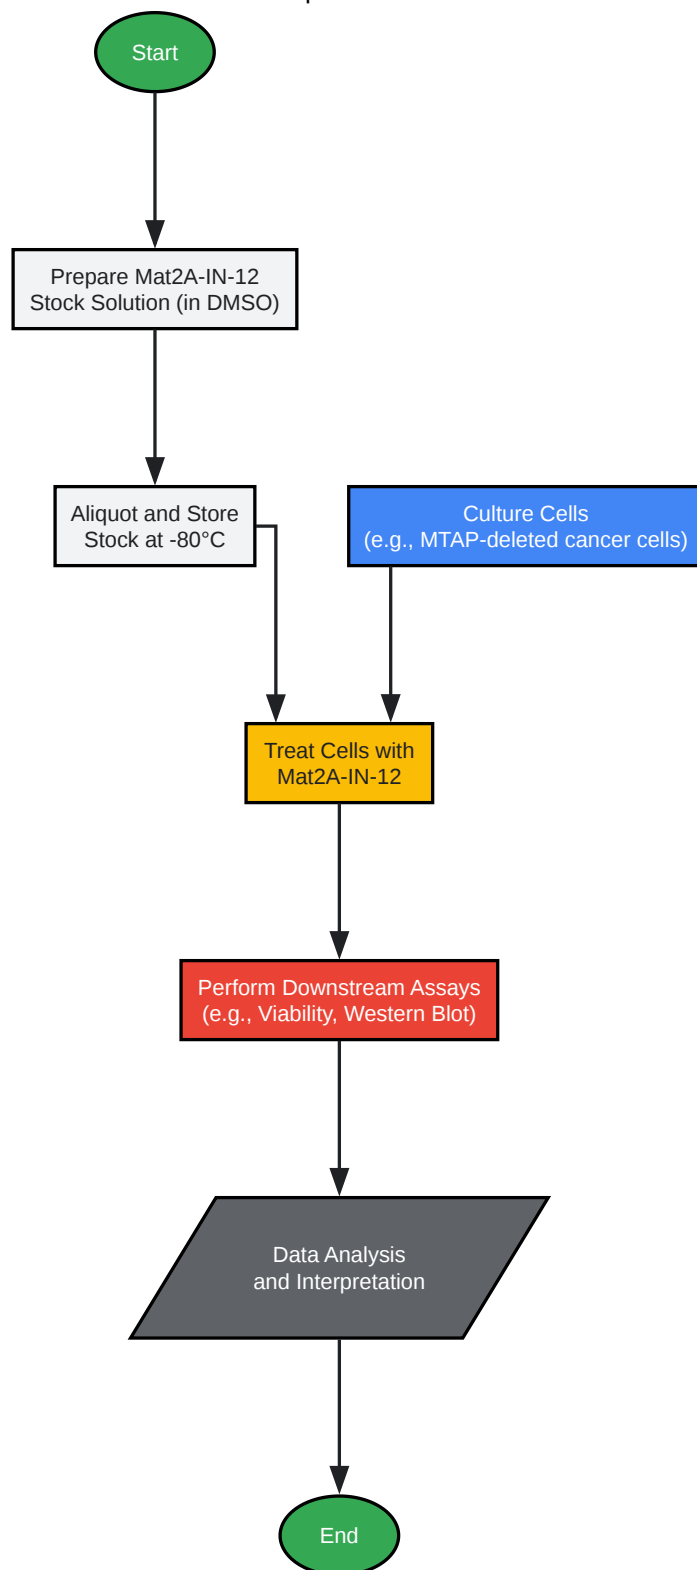 Start
Prepare Mat2A-IN-12
Stock Solution (in DMSO)
Aliquot and Store
Stock at -80°C
Culture Cells
(e.g., MTAP-deleted cancer cells)
Treat Cells with
Mat2A-IN-12
Perform Downstream Assays
(e.g., Viability, Western Blot)
Data Analysis
and Interpretation
End